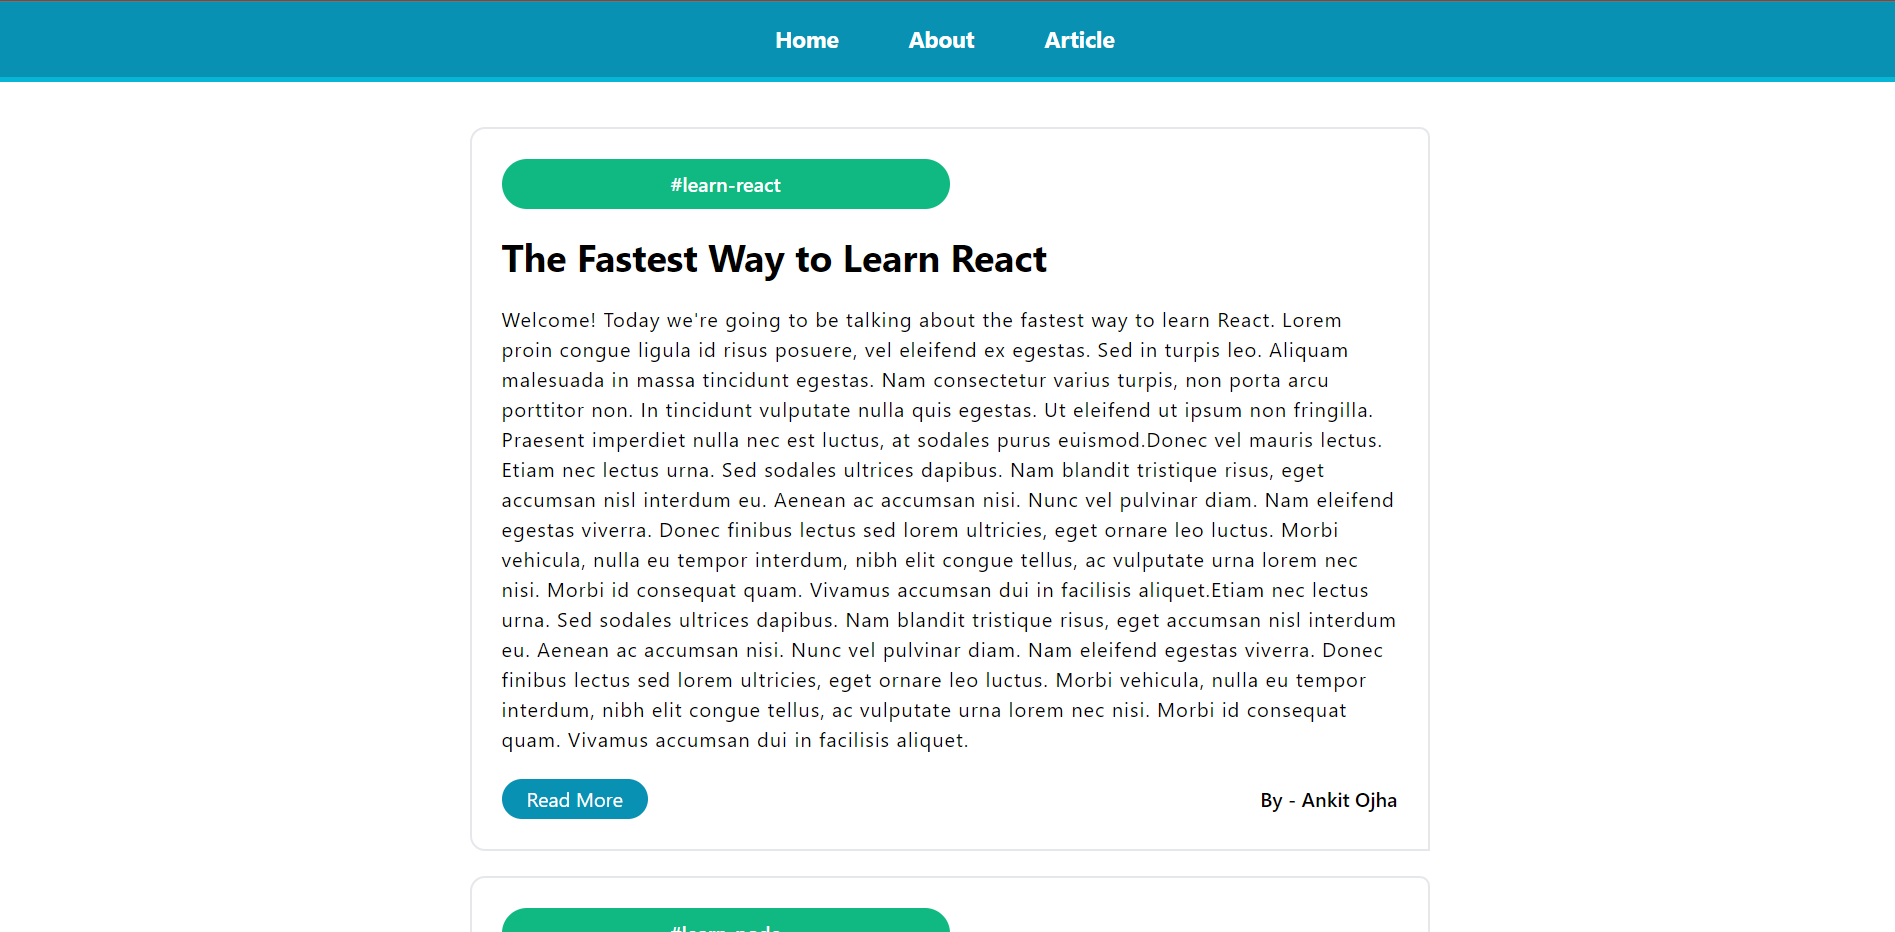 Home About Article
#learn-react
The Fastest Way to Learn React
Welcome! Today we're going to be talking about the fastest way to learn React. Lorem
proin congue ligula id risus posuere, vel eleifend ex egestas. Sed in turpis leo. Aliquam
malesuada in massa tincidunt egestas. Nam consectetur varius turpis, non porta arcu
porttitor non. In tincidunt vulputate nulla quis egestas. Ut eleifend ut ipsum non fringilla.
Praesent imperdiet nulla nec est luctus, at sodales purus euismod.Donec vel mauris lectus.
Etiam nec lectus urna. Sed sodales ultrices dapibus. Nam blandit tristique risus, eget
accumsan nisl interdum eu. Aenean ac accumsan nisi. Nunc vel pulvinar diam. Nam eleifend
egestas viverra. Donec finibus lectus sed lorem ultricies, eget ornare leo luctus. Morbi
vehicula, nulla eu tempor interdum, nibh elit congue tellus, ac vulputate urna lorem nec
nisi. Morbi id consequat quam. Vivamus accumsan dui in facilisis aliquet.Etiam nec lectus
urna. Sed sodales ultrices dapibus. Nam blandit tristique risus, eget accumsan nisl interdum
eu. Aenean ac accumsan nisi. Nunc vel pulvinar diam. Nam eleifend egestas viverra. Donec
finibus lectus sed lorem ultricies, eget ornare leo luctus. Morbi vehicula, nulla eu tempor
interdum, nibh elit congue tellus, ac vulputate urna lorem nec nisi. Morbi id consequat
quam. Vivamus accumsan dui in facilisis aliquet.
Read More By - Ankit Ojha
#learn-node